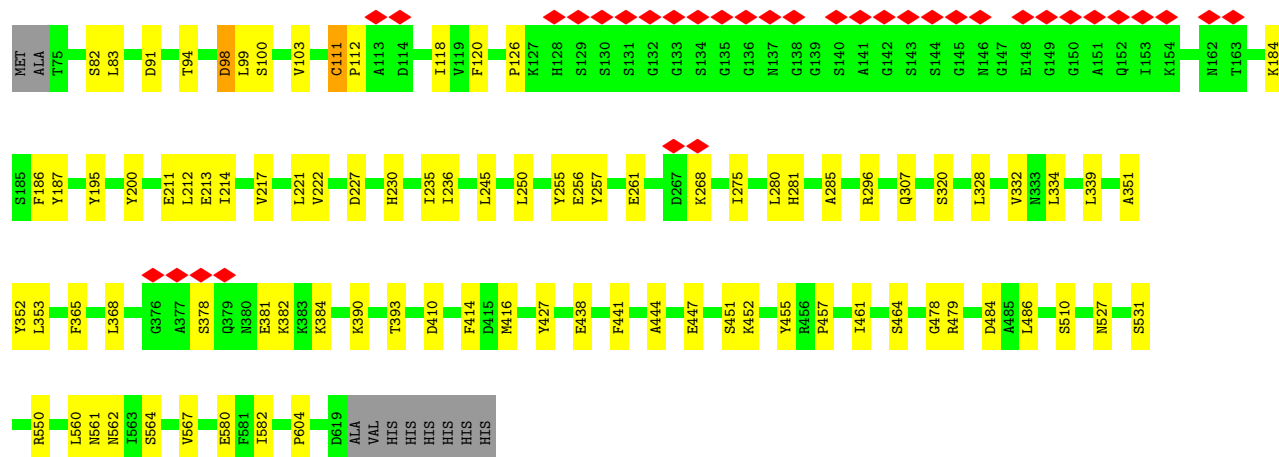 MET ALA T75 S82 L83 D91 T94 D98 L99 S100 V103 C111 P112 A113 D114 I118 V119 F120 P126 K127 H128 S129 S130 S131 G132 G133 S134 G135 G136 N137 G138 G139 S140 A141 G142 S143 S144 G145 N146 G147 E148 G149 G150 A151 Q152 I153 K154 N162 T163 K184
S185 F186 Y187 Y195 Y200 E211 L212 E213 I214 V217 L221 V222 D227 H230 I235 I236 L245 L250 Y255 E256 Y257 E261 D267 K268 I275 L280 H281 A285 R296 Q307 S320 L328 V332 N333 L334 L339 A351
Y352 L353 F365 L368 G376 A377 S378 Q379 N380 E381 K382 K383 K384 K390 T393 D410 F414 D415 M416 Y427 E438 F441 A444 E447 S451 K452 Y455 R456 P457 I461 S464 G478 R479 D484 A485 L486 S510 N527 S531
R550 L560 N561 N562 I563 S564 V567 E580 F581 I582 P604 D619 ALA VAL HIS HIS HIS HIS HIS HIS